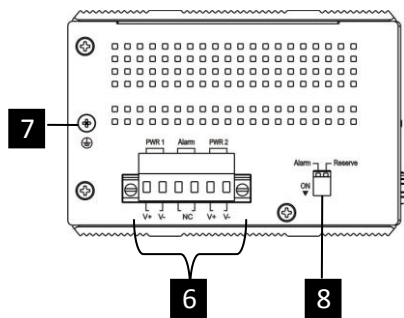 7
PWR 1 Alarm PWR 2
Alarm Reserve
ON
V+ V- NC V+ V-
6
8